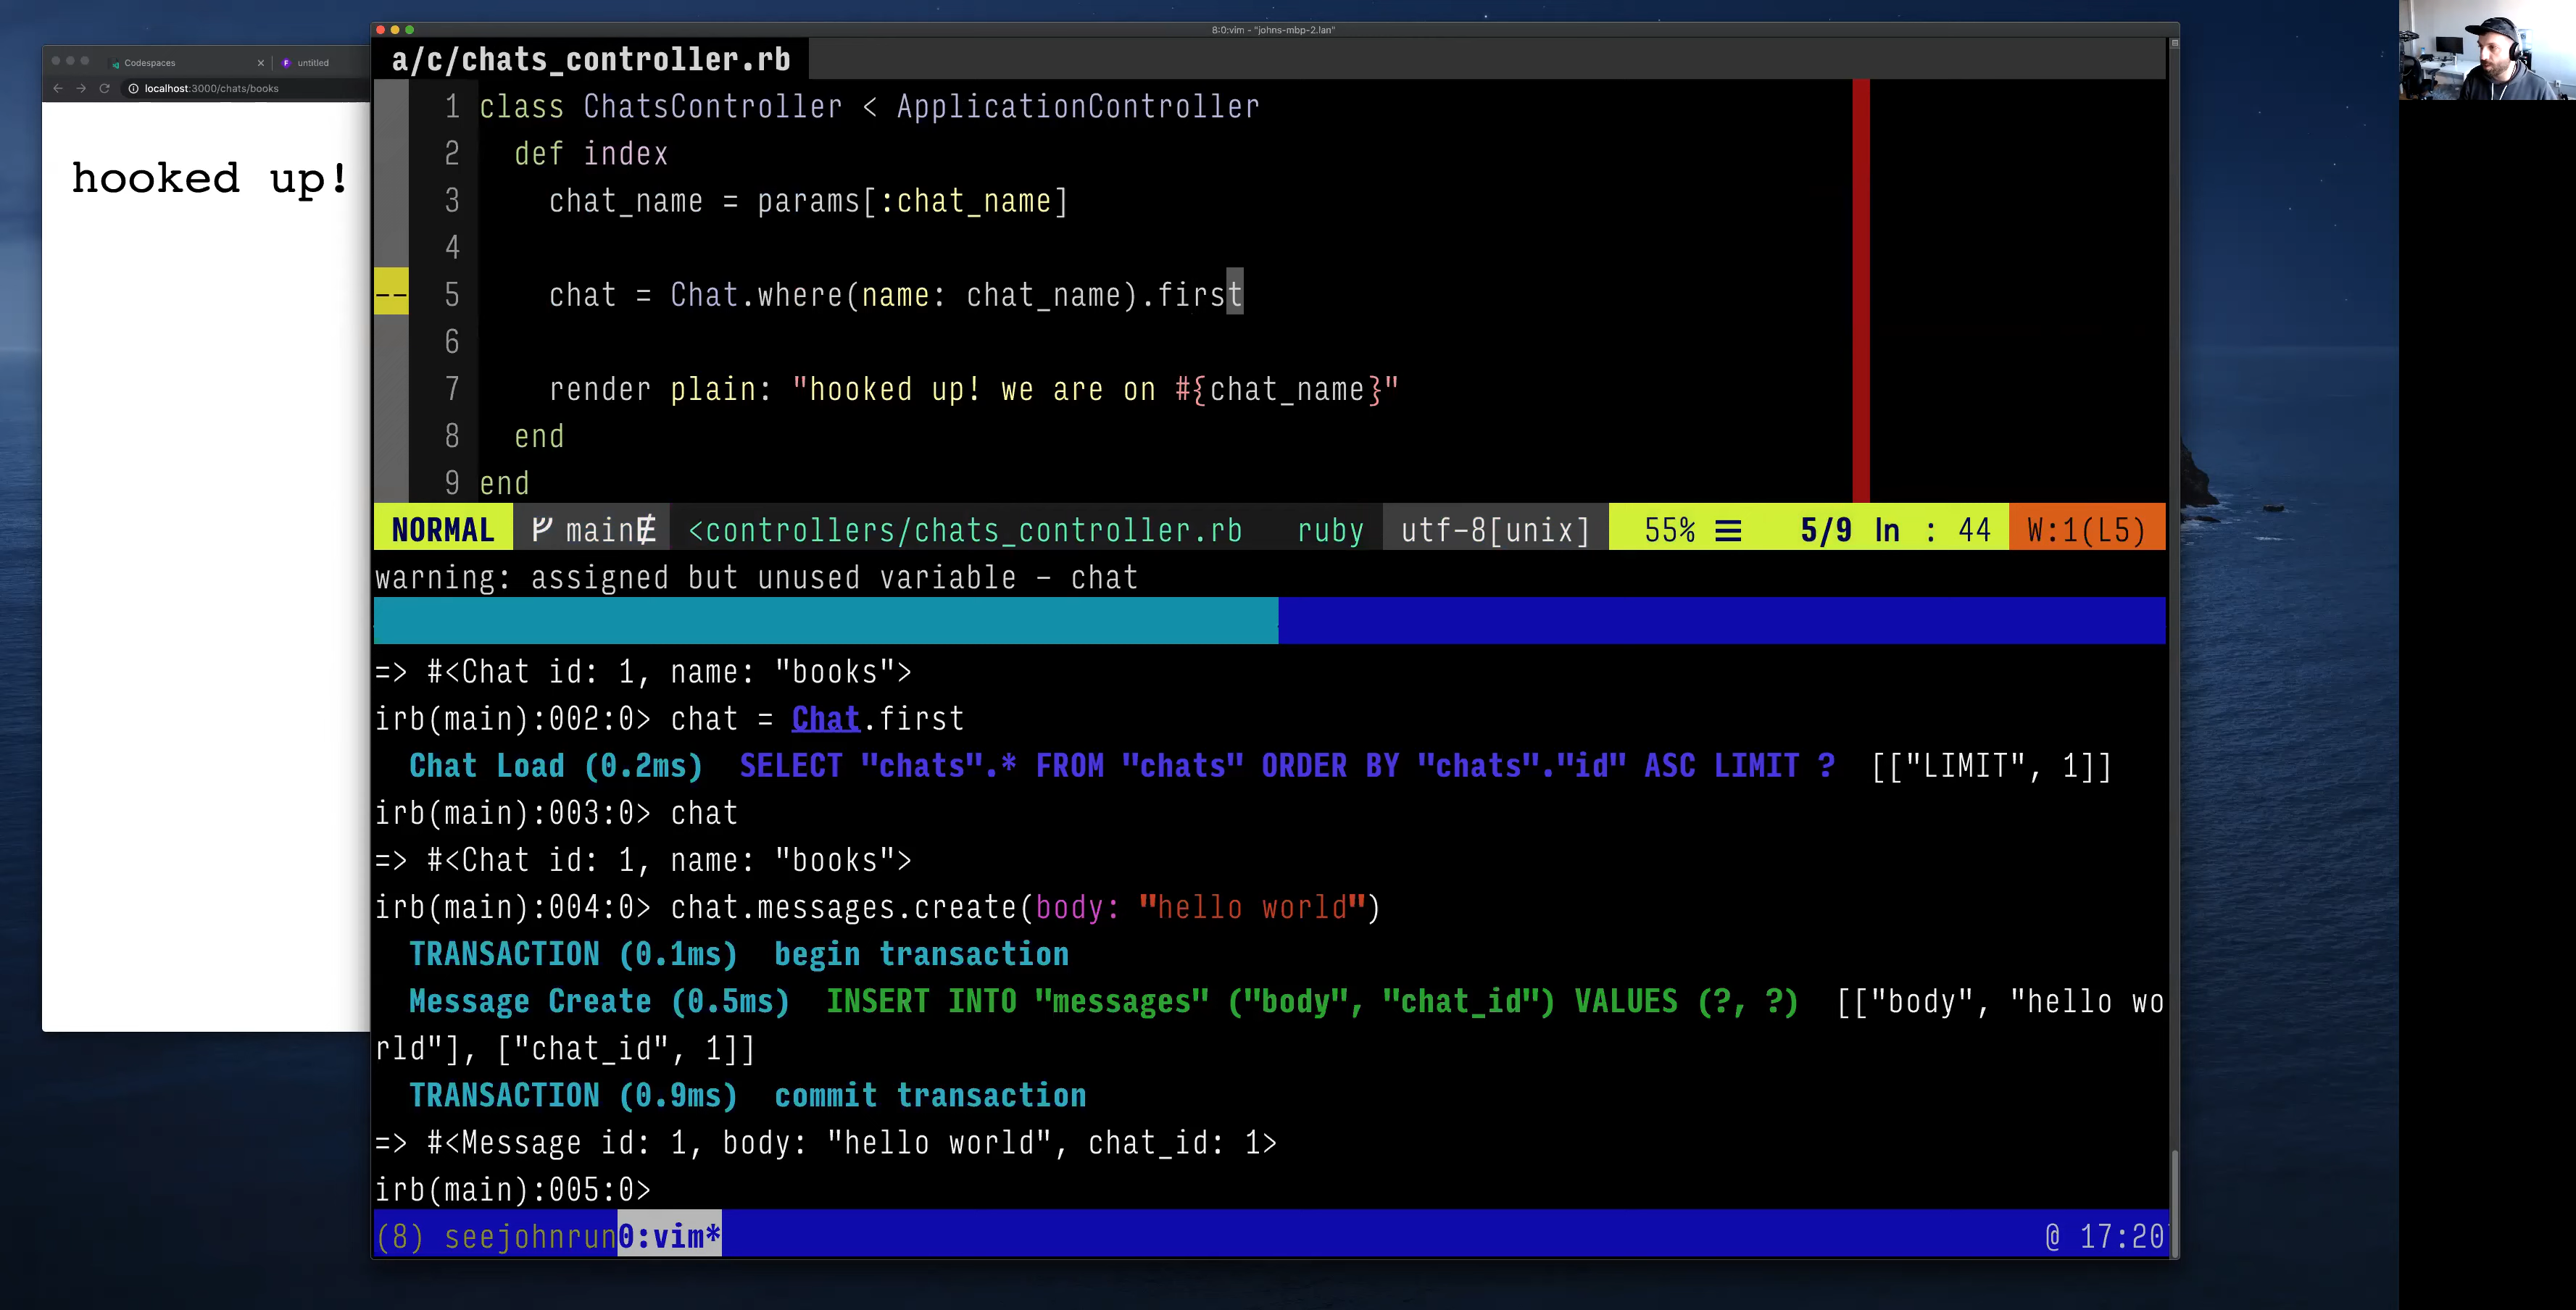 8:0:vim - "johns-mbp-2.lan"
Codespaces
untitled
localhost:3000/chats/books
hooked up!
a/c/chats_controller.rb
1 class ChatsController < ApplicationController
2   def index
3     chat_name = params[:chat_name]
4
-- 5     chat = Chat.where(name: chat_name).first
6
7     render plain: "hooked up! we are on #{chat_name}"
8   end
9 end
NORMAL main <controllers/chats_controller.rb ruby utf-8[unix] 55% ☰ 5/9 ln : 44 W:1(L5)
warning: assigned but unused variable - chat
=> #<Chat id: 1, name: "books">
irb(main):002:0> chat = Chat.first
  Chat Load (0.2ms)  SELECT "chats".* FROM "chats" ORDER BY "chats"."id" ASC LIMIT ?  [["LIMIT", 1]]
irb(main):003:0> chat
=> #<Chat id: 1, name: "books">
irb(main):004:0> chat.messages.create(body: "hello world")
  TRANSACTION (0.1ms)  begin transaction
  Message Create (0.5ms)  INSERT INTO "messages" ("body", "chat_id") VALUES (?, ?)  [["body", "hello wo
rld"], ["chat_id", 1]]
  TRANSACTION (0.9ms)  commit transaction
=> #<Message id: 1, body: "hello world", chat_id: 1>
irb(main):005:0>
(8) seejohnrun0:vim* @ 17:20